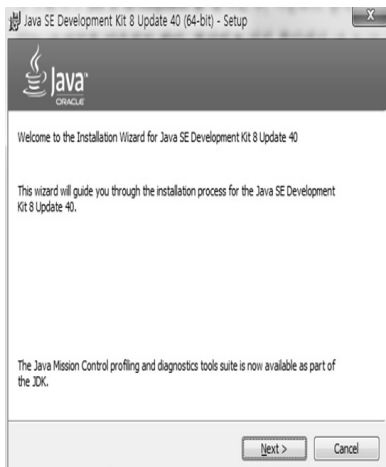 Java SE Development Kit 8 Update 40 (64-bit) - Setup
Java™
ORACLE
Welcome to the Installation Wizard for Java SE Development Kit 8 Update 40
This wizard will guide you through the installation process for the Java SE Development
Kit 8 Update 40.
The Java Mission Control profiling and diagnostics tools suite is now available as part of
the JDK.
Next > Cancel